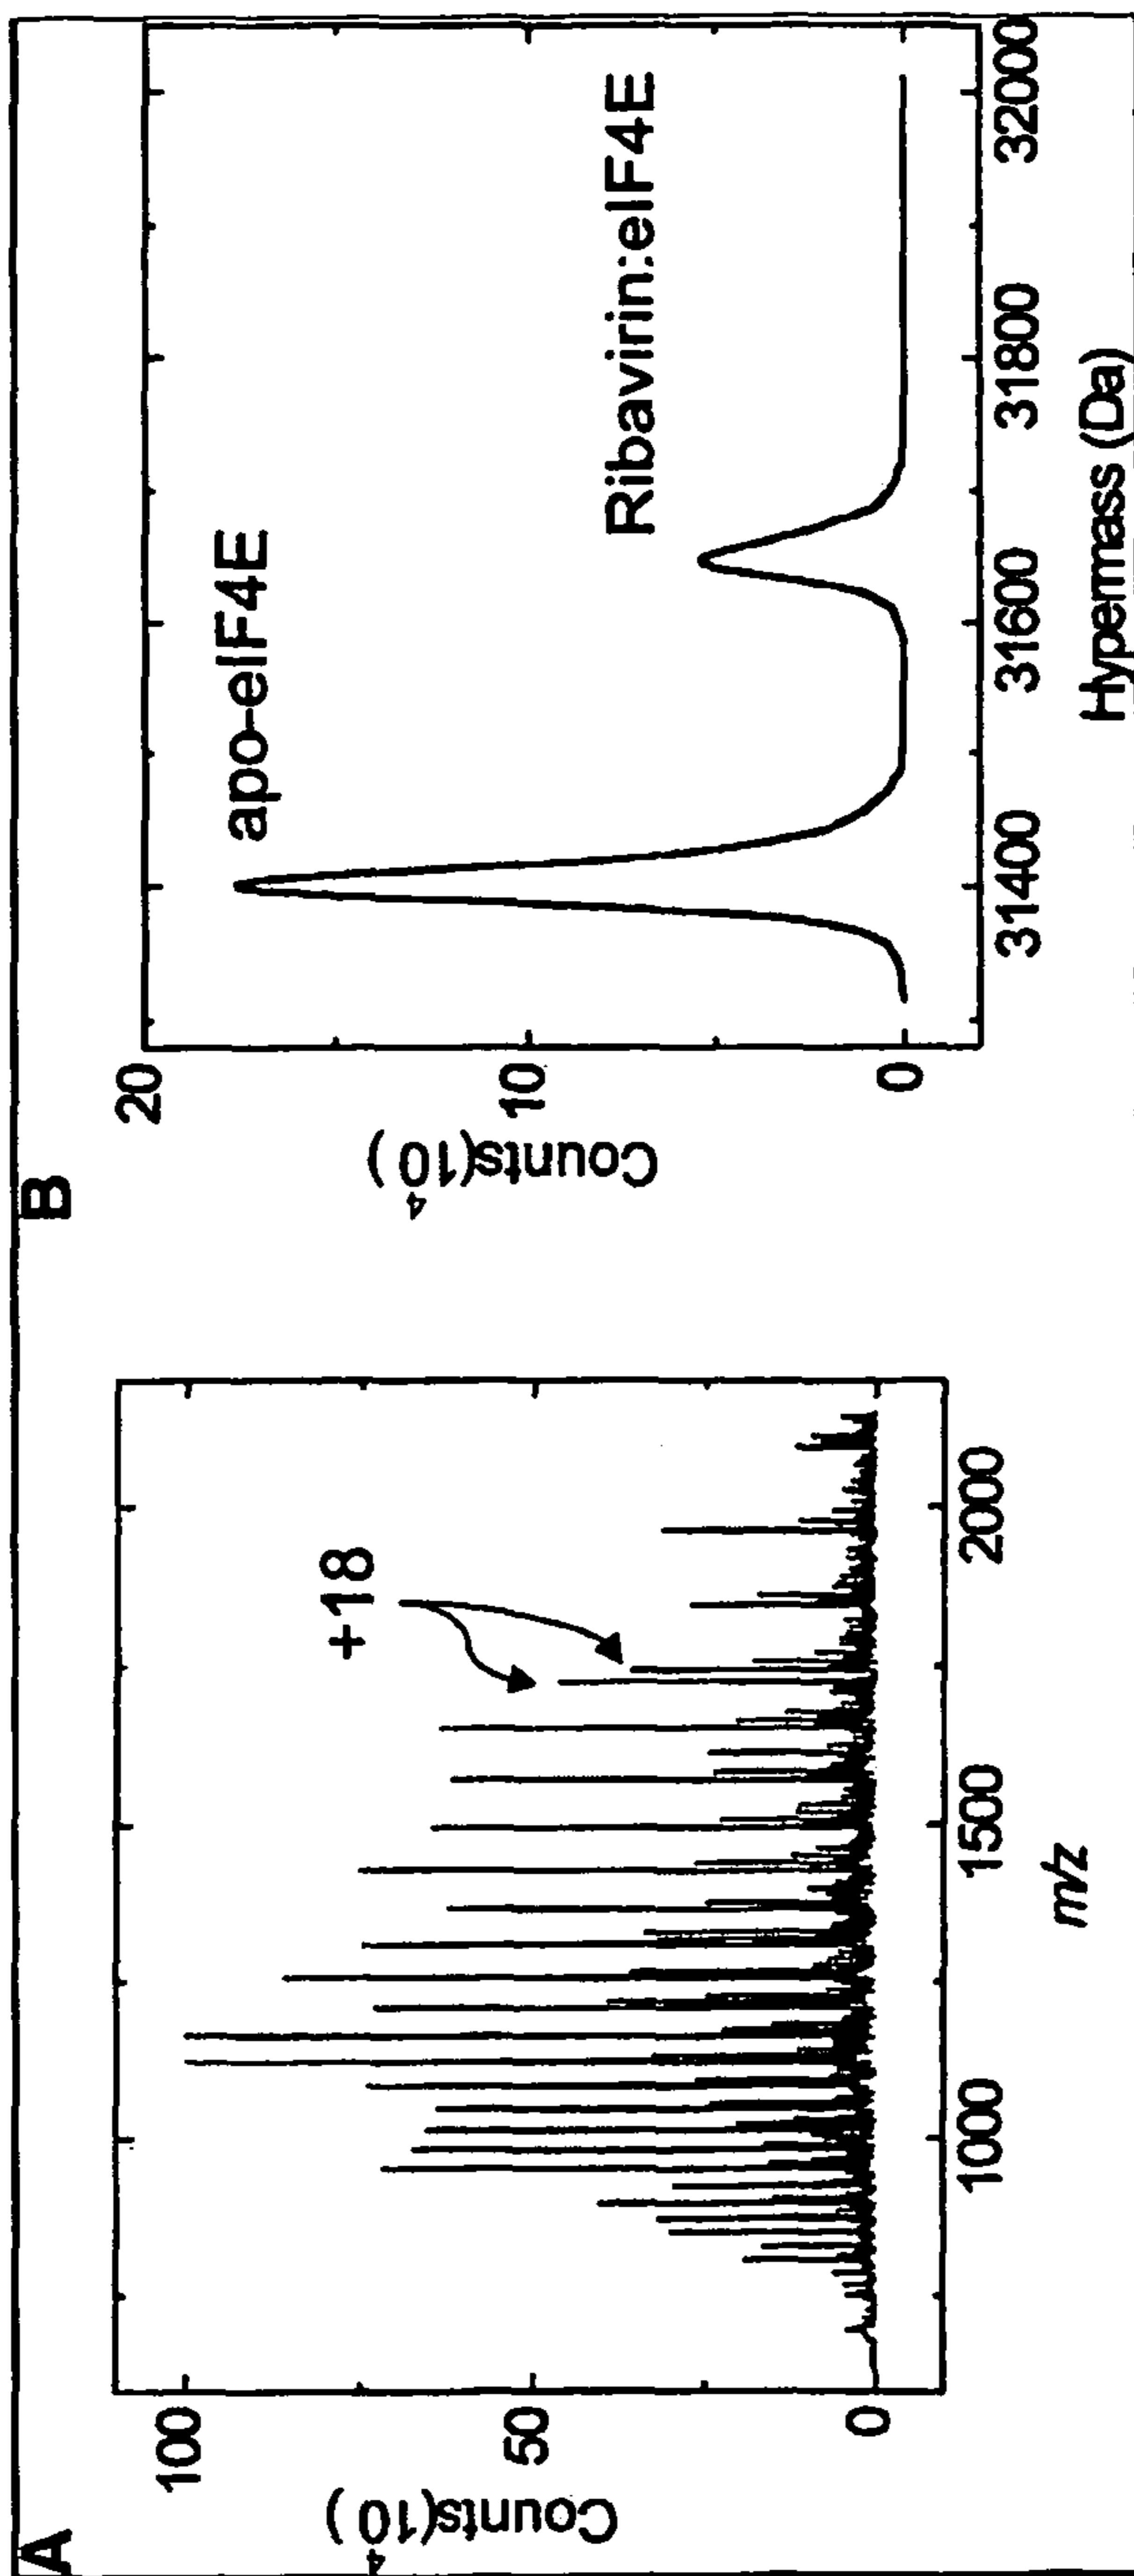 A
Counts(10⁴)
100
50
0
+18
1000
1500
2000
m/z
B
Counts(10⁴)
20
10
0
apo-eIF4E
Ribavirin:eIF4E
31400
31600
31800
32000
Hypermass (Da)